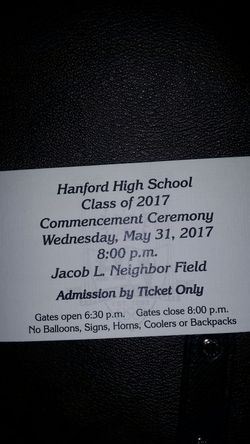 Hanford High School
Class of 2017
Commencement Ceremony
Wednesday, May 31, 2017
8:00 p.m.
Jacob L. Neighbor Field
Admission by Ticket Only
Gates open 6:30 p.m. Gates close 8:00 p.m.
No Balloons, Signs, Horns, Coolers or Backpacks